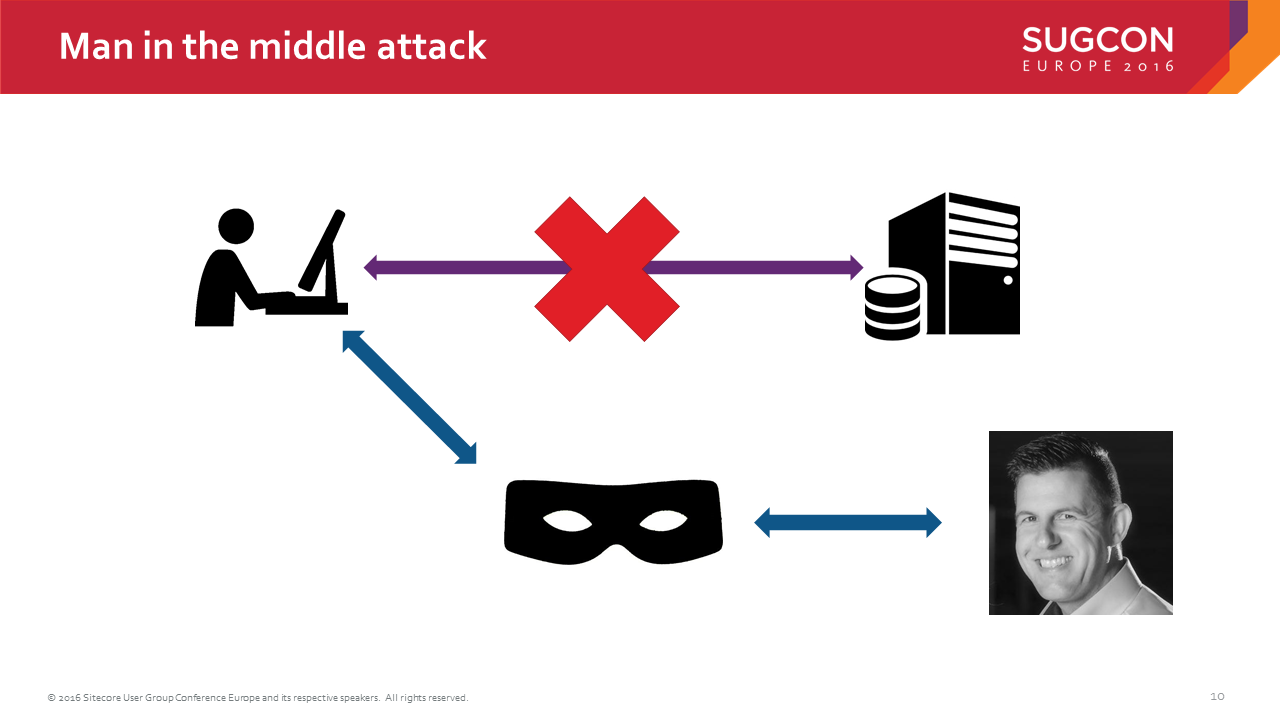 Man in the middle attack
SUGCON
EUROPE 2016
© 2016 Sitecore User Group Conference Europe and its respective speakers. All rights reserved.
10